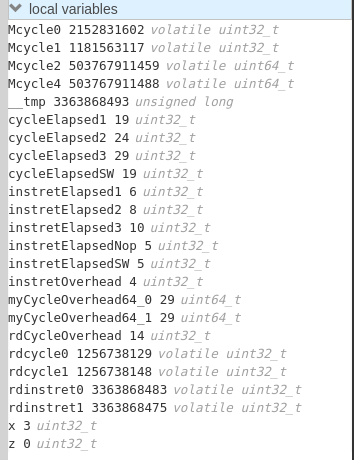 local variables
Mcycle0 2152831602 volatile uint32_t
Mcycle1 1181563117 volatile uint32_t
Mcycle2 503767911459 volatile uint64_t
Mcycle4 503767911488 volatile uint64_t
__tmp 3363868493 unsigned long
cycleElapsed1 19 uint32_t
cycleElapsed2 24 uint32_t
cycleElapsed3 29 uint32_t
cycleElapsedSW 19 uint32_t
instretElapsed1 6 uint32_t
instretElapsed2 8 uint32_t
instretElapsed3 10 uint32_t
instretElapsedNop 5 uint32_t
instretElapsedSW 5 uint32_t
instretOverhead 4 uint32_t
myCycleOverhead64_0 29 uint64_t
myCycleOverhead64_1 29 uint64_t
rdCycleOverhead 14 uint32_t
rdcycle0 1256738129 volatile uint32_t
rdcycle1 1256738148 volatile uint32_t
rdinstret0 3363868483 volatile uint32_t
rdinstret1 3363868475 volatile uint32_t
x 3 uint32_t
z 0 uint32_t